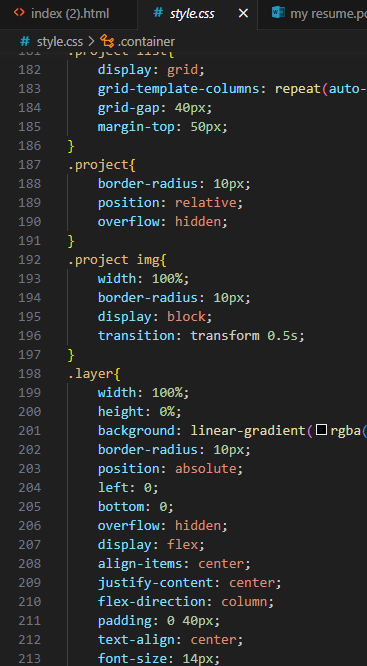 index (2).html
style.css
my resume.po
# style.css > .container
181 .project-list{
182 display: grid;
183 grid-template-columns: repeat(auto-
184 grid-gap: 40px;
185 margin-top: 50px;
186 }
187 .project{
188 border-radius: 10px;
189 position: relative;
190 overflow: hidden;
191 }
192 .project img{
193 width: 100%;
194 border-radius: 10px;
195 display: block;
196 transition: transform 0.5s;
197 }
198 .layer{
199 width: 100%;
200 height: 0%;
201 background: linear-gradient(rgba(
202 border-radius: 10px;
203 position: absolute;
204 left: 0;
205 bottom: 0;
206 overflow: hidden;
207 display: flex;
208 align-items: center;
209 justify-content: center;
210 flex-direction: column;
211 padding: 0 40px;
212 text-align: center;
213 font-size: 14px;